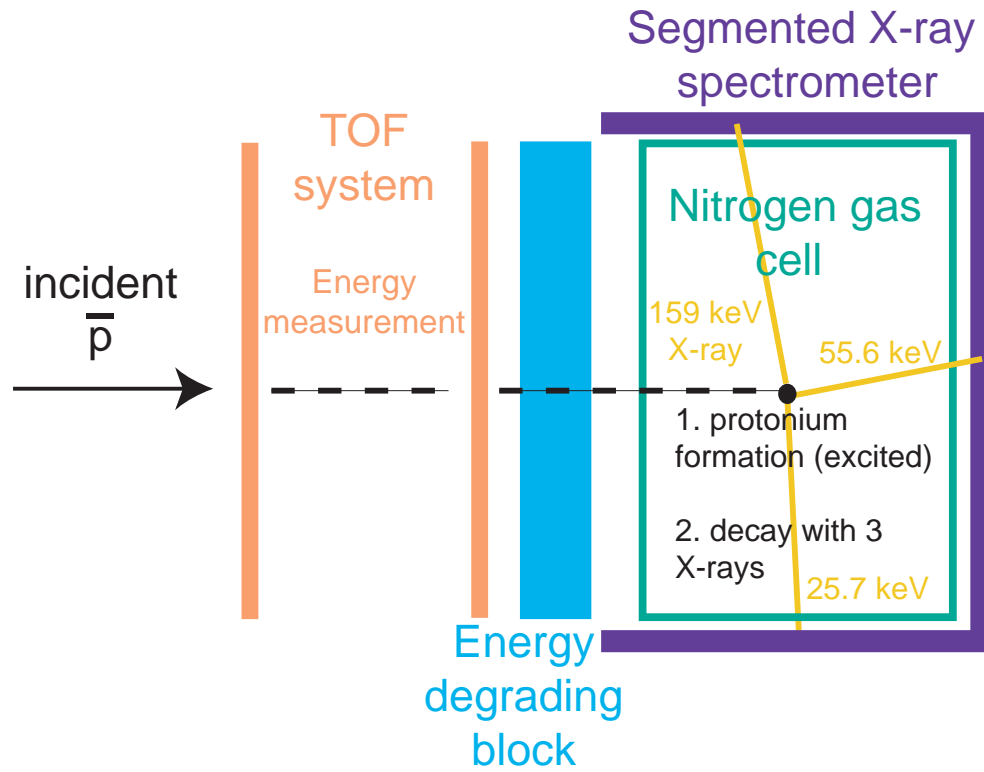 Segmented X-ray
spectrometer
TOF
system
Nitrogen gas
cell
incident
p̅
Energy
measurement
159 keV
X-ray
55.6 keV
1. protonium
formation (excited)
2. decay with 3
X-rays
25.7 keV
Energy
degrading
block